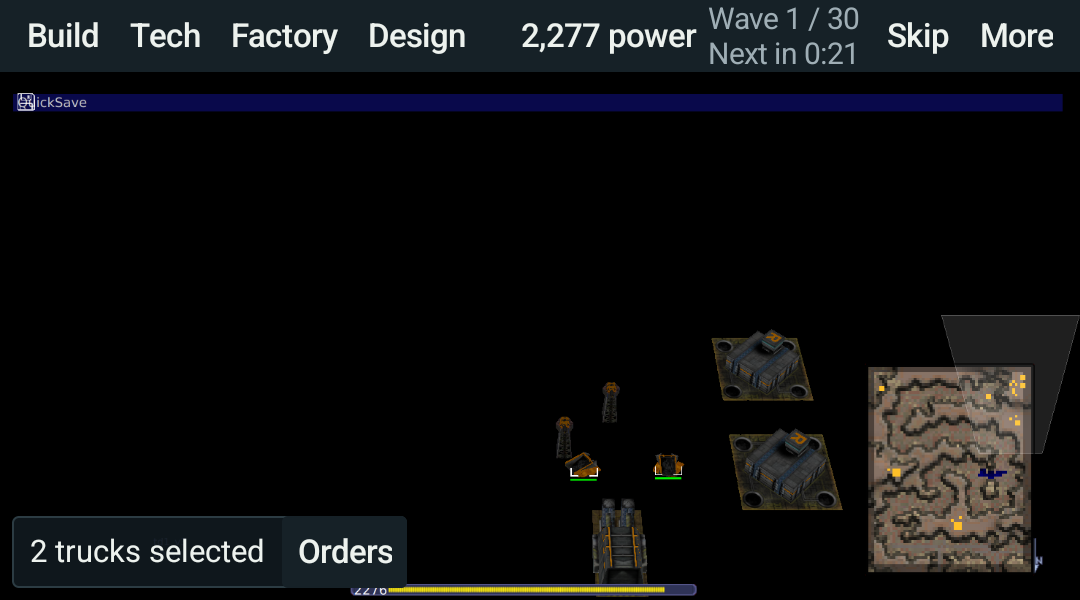 Build Tech Factory Design 2,277 power Wave 1 / 30 Skip More
Next in 0:21
ickSave
R
R
2 trucks selected Orders
2276
N